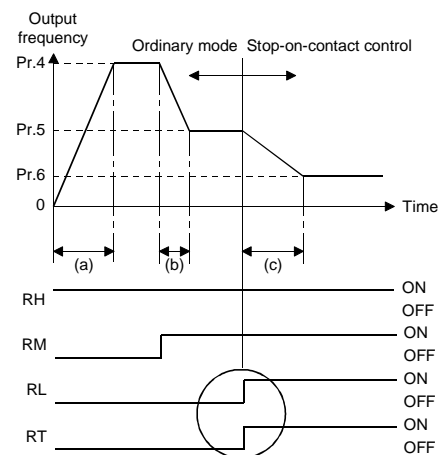 Output
frequency
Ordinary mode
Stop-on-contact control
Pr.4
Pr.5
Pr.6
0
Time
(a)
(b)
(c)
RH
ON
OFF
RM
ON
OFF
RL
ON
OFF
RT
ON
OFF